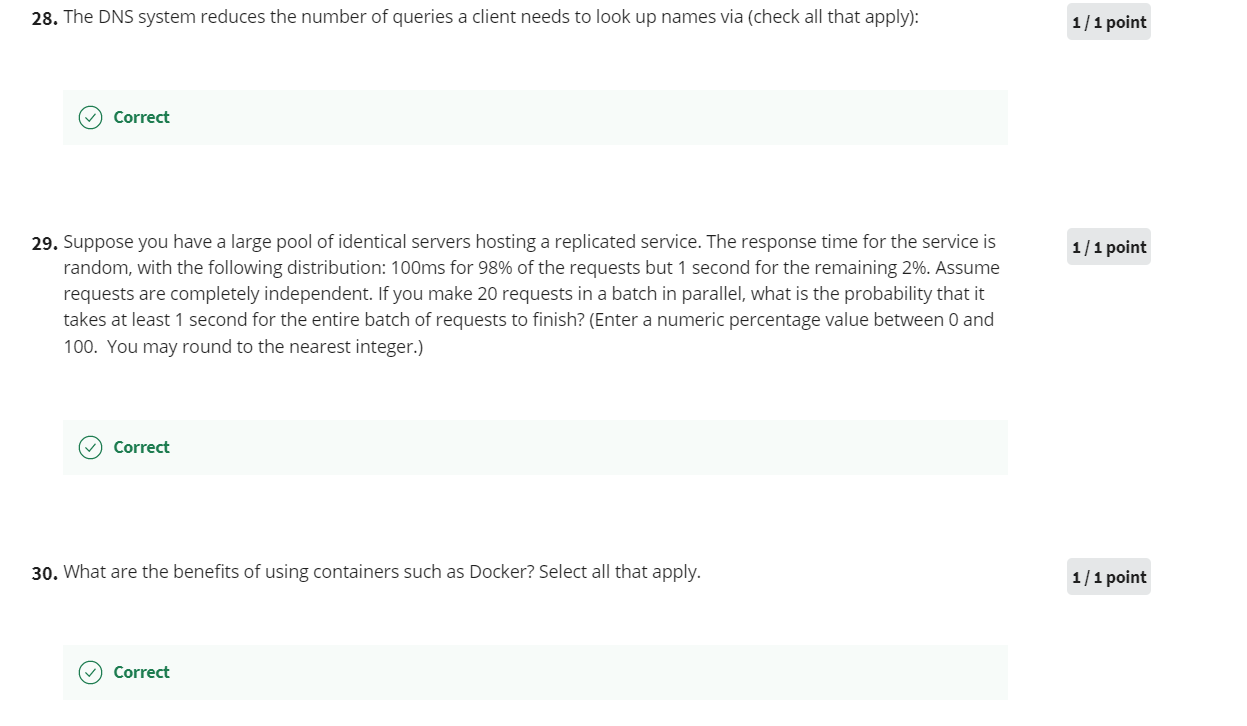 28. The DNS system reduces the number of queries a client needs to look up names via (check all that apply):
1 / 1 point
Correct
29. Suppose you have a large pool of identical servers hosting a replicated service. The response time for the service is
1 / 1 point
random, with the following distribution: 100ms for 98% of the requests but 1 second for the remaining 2%. Assume
requests are completely independent. If you make 20 requests in a batch in parallel, what is the probability that it
takes at least 1 second for the entire batch of requests to finish? (Enter a numeric percentage value between 0 and
100.  You may round to the nearest integer.)
Correct
30. What are the benefits of using containers such as Docker? Select all that apply.
1 / 1 point
Correct